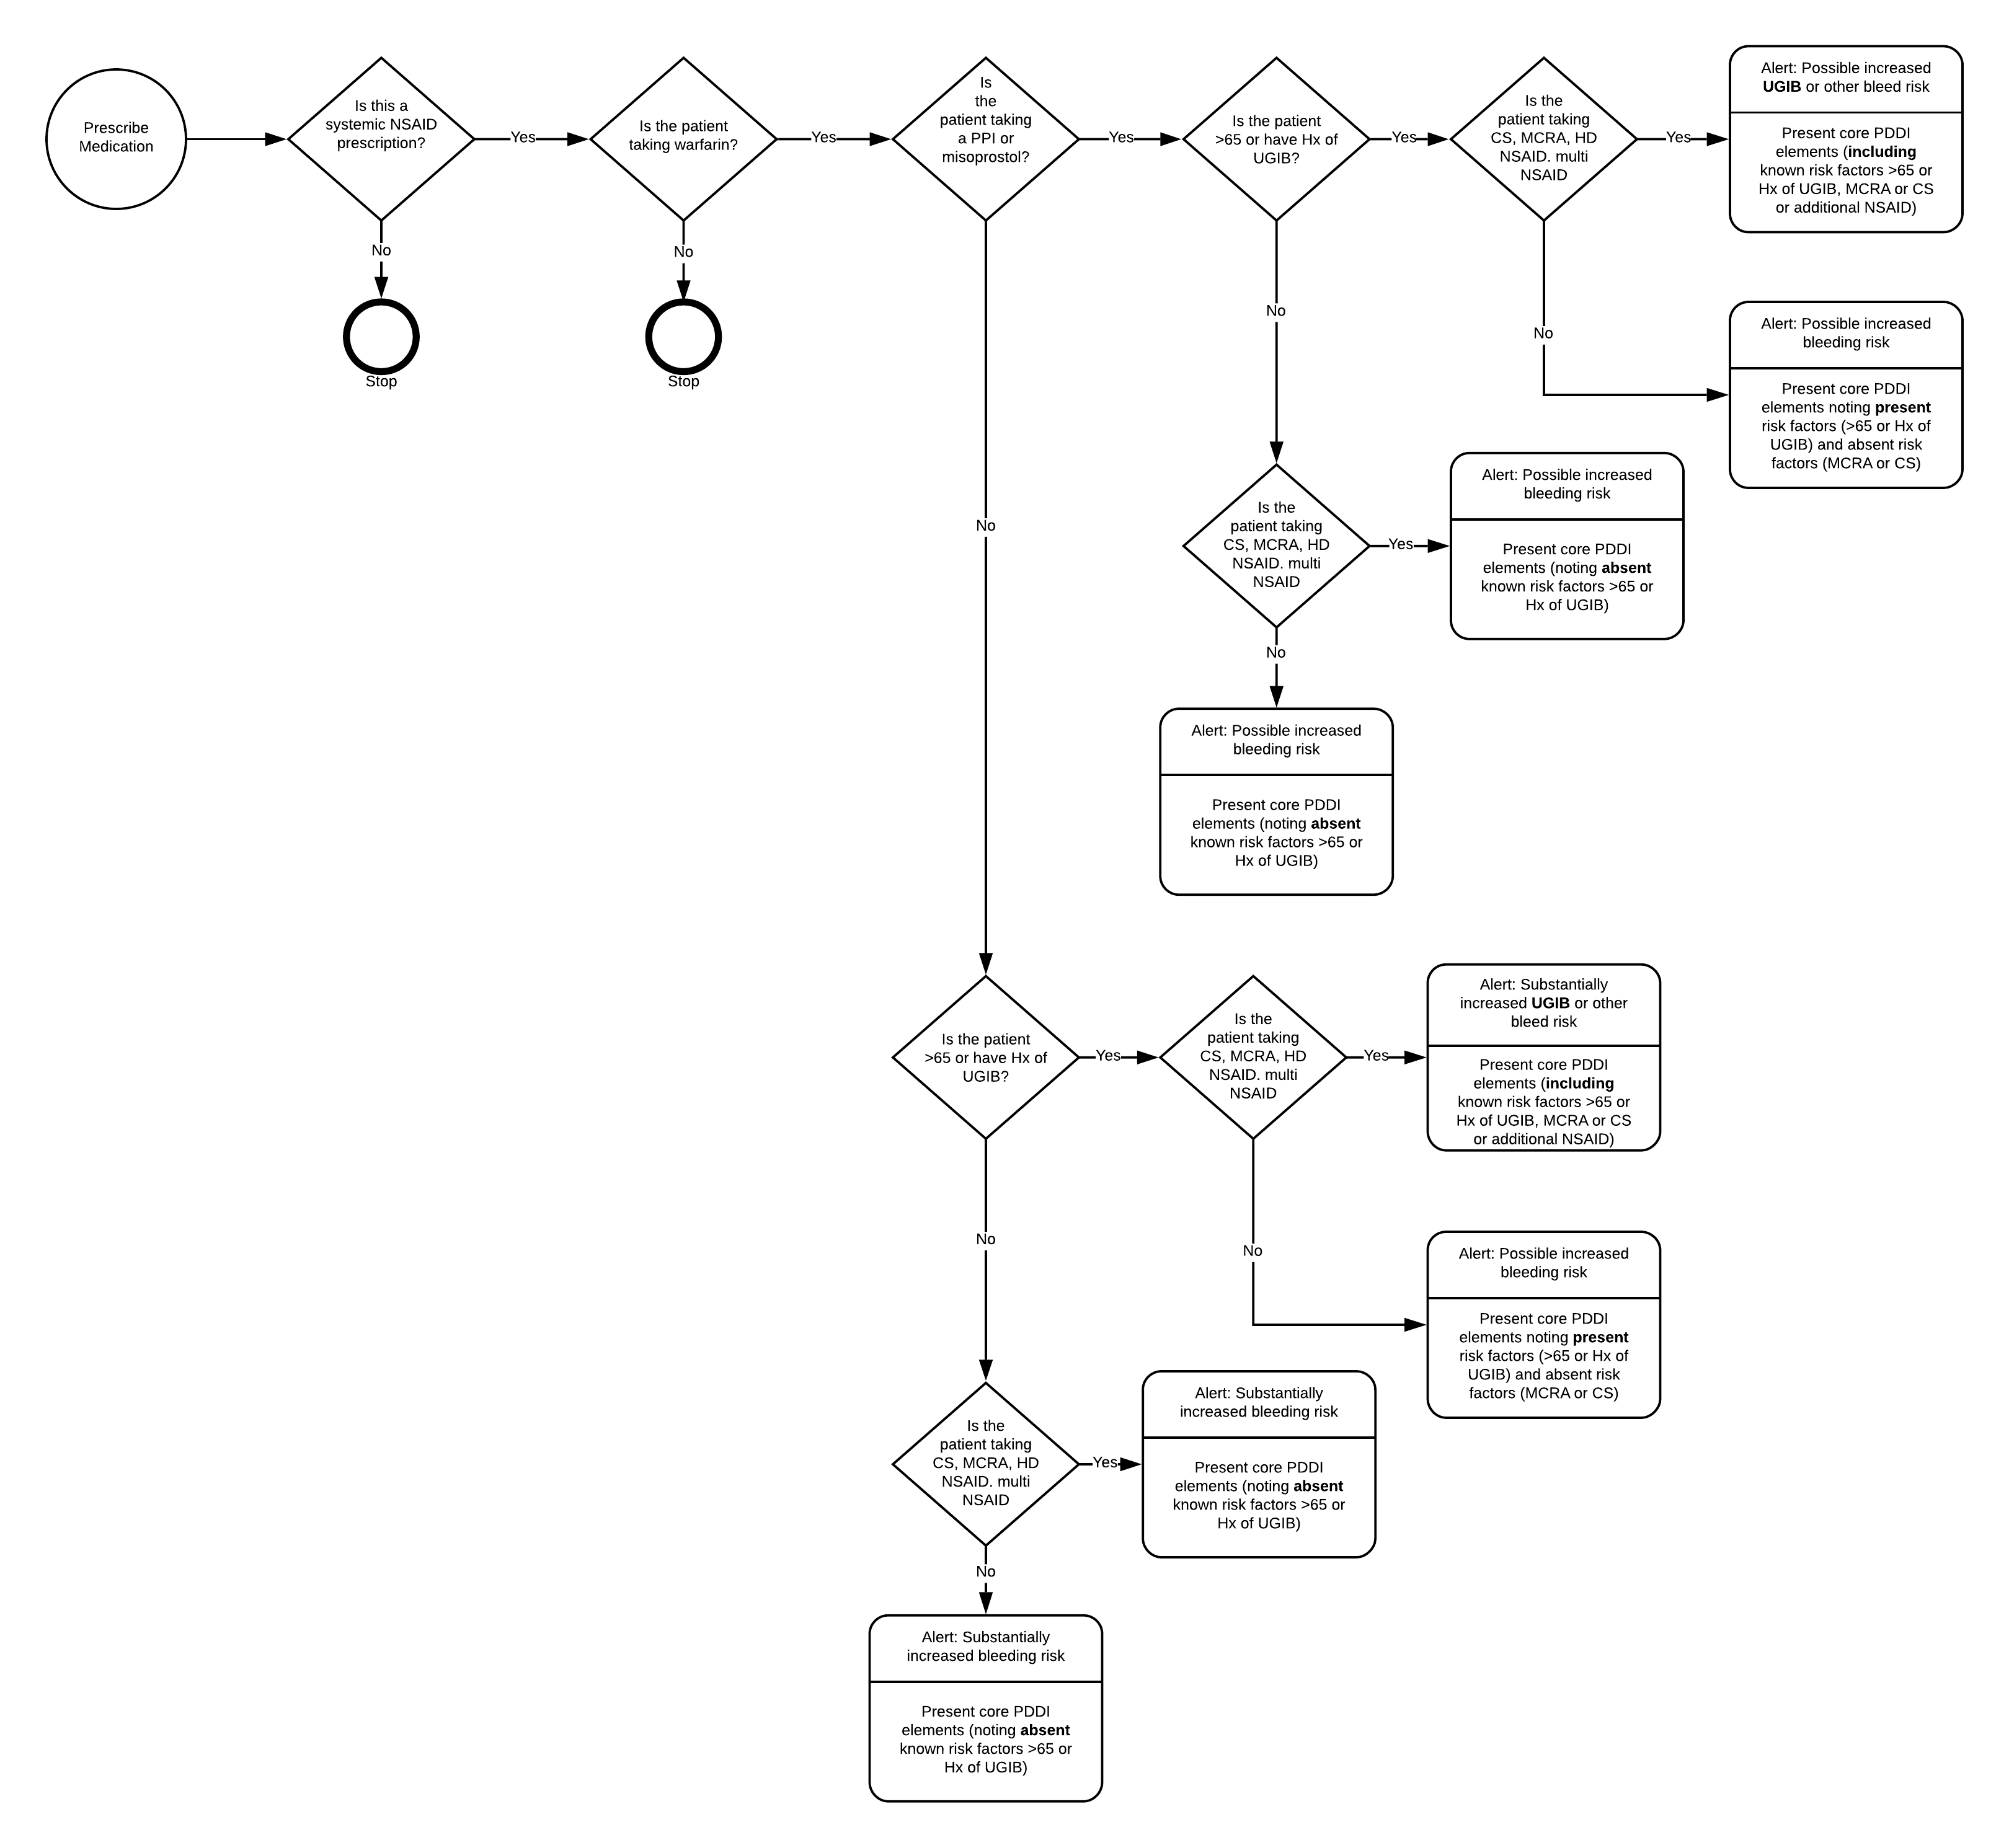 Prescribe
Medication
Is this a
systemic NSAID
prescription?
Yes
No
Stop
Is the patient
taking warfarin?
Yes
No
Stop
Is
the
patient taking
a PPI or
misoprostol?
Yes
No
Is the patient
>65 or have Hx of
UGIB?
Yes
No
Is the
patient taking
CS, MCRA, HD
NSAID. multi
NSAID
Yes
No
Alert: Possible increased
UGIB or other bleed risk
Present core PDDI
elements (including
known risk factors >65 or
Hx of UGIB, MCRA or CS
or additional NSAID)
Alert: Possible increased
bleeding risk
Present core PDDI
elements noting present
risk factors (>65 or Hx of
UGIB) and absent risk
factors (MCRA or CS)
Is the
patient taking
CS, MCRA, HD
NSAID. multi
NSAID
Yes
No
Alert: Possible increased
bleeding risk
Present core PDDI
elements (noting absent
known risk factors >65 or
Hx of UGIB)
Alert: Possible increased
bleeding risk
Present core PDDI
elements (noting absent
known risk factors >65 or
Hx of UGIB)
Is the patient
>65 or have Hx of
UGIB?
Yes
No
Is the
patient taking
CS, MCRA, HD
NSAID. multi
NSAID
Yes
No
Alert: Substantially
increased UGIB or other
bleed risk
Present core PDDI
elements (including
known risk factors >65 or
Hx of UGIB, MCRA or CS
or additional NSAID)
Alert: Possible increased
bleeding risk
Present core PDDI
elements noting present
risk factors (>65 or Hx of
UGIB) and absent risk
factors (MCRA or CS)
Is the
patient taking
CS, MCRA, HD
NSAID. multi
NSAID
Yes
No
Alert: Substantially
increased bleeding risk
Present core PDDI
elements (noting absent
known risk factors >65 or
Hx of UGIB)
Alert: Substantially
increased bleeding risk
Present core PDDI
elements (noting absent
known risk factors >65 or
Hx of UGIB)